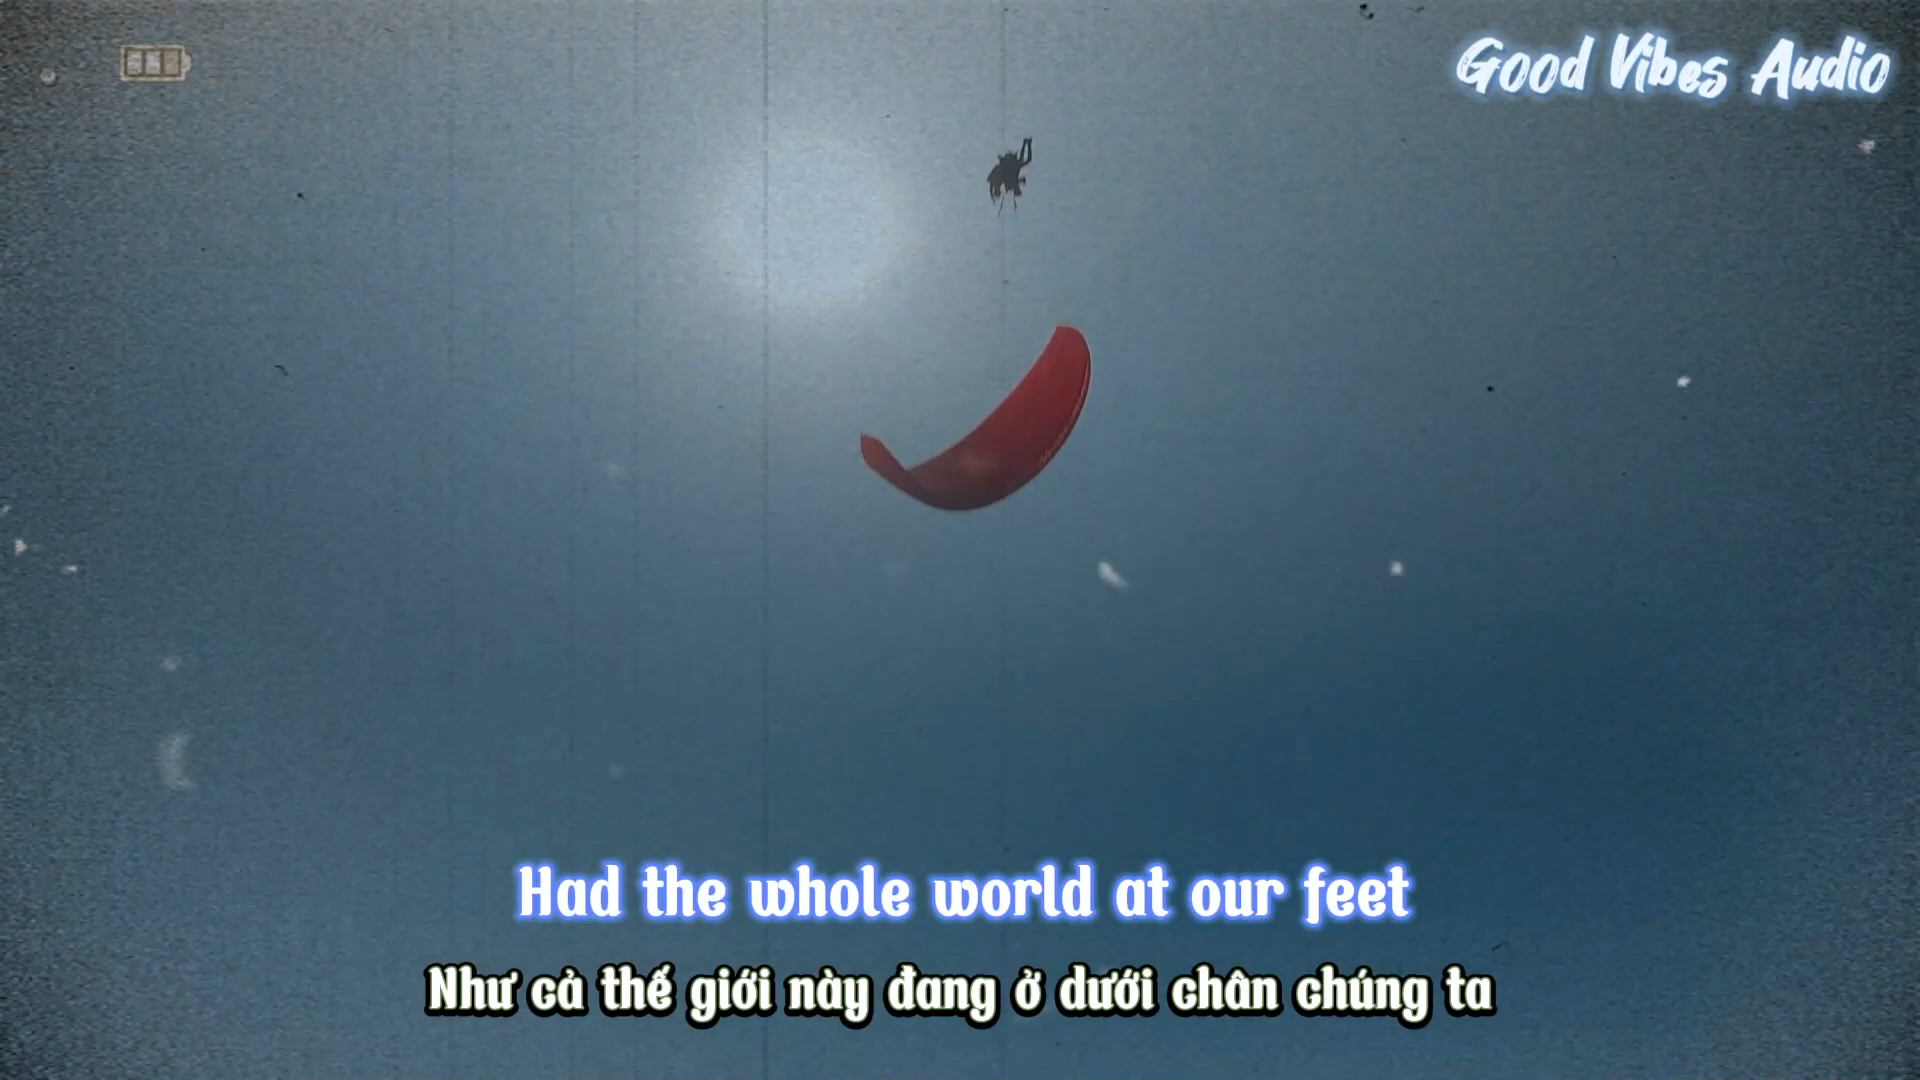 Good Vibes Audio
Had the whole world at our feet
Như cả thế giới này đang ở dưới chân chúng ta